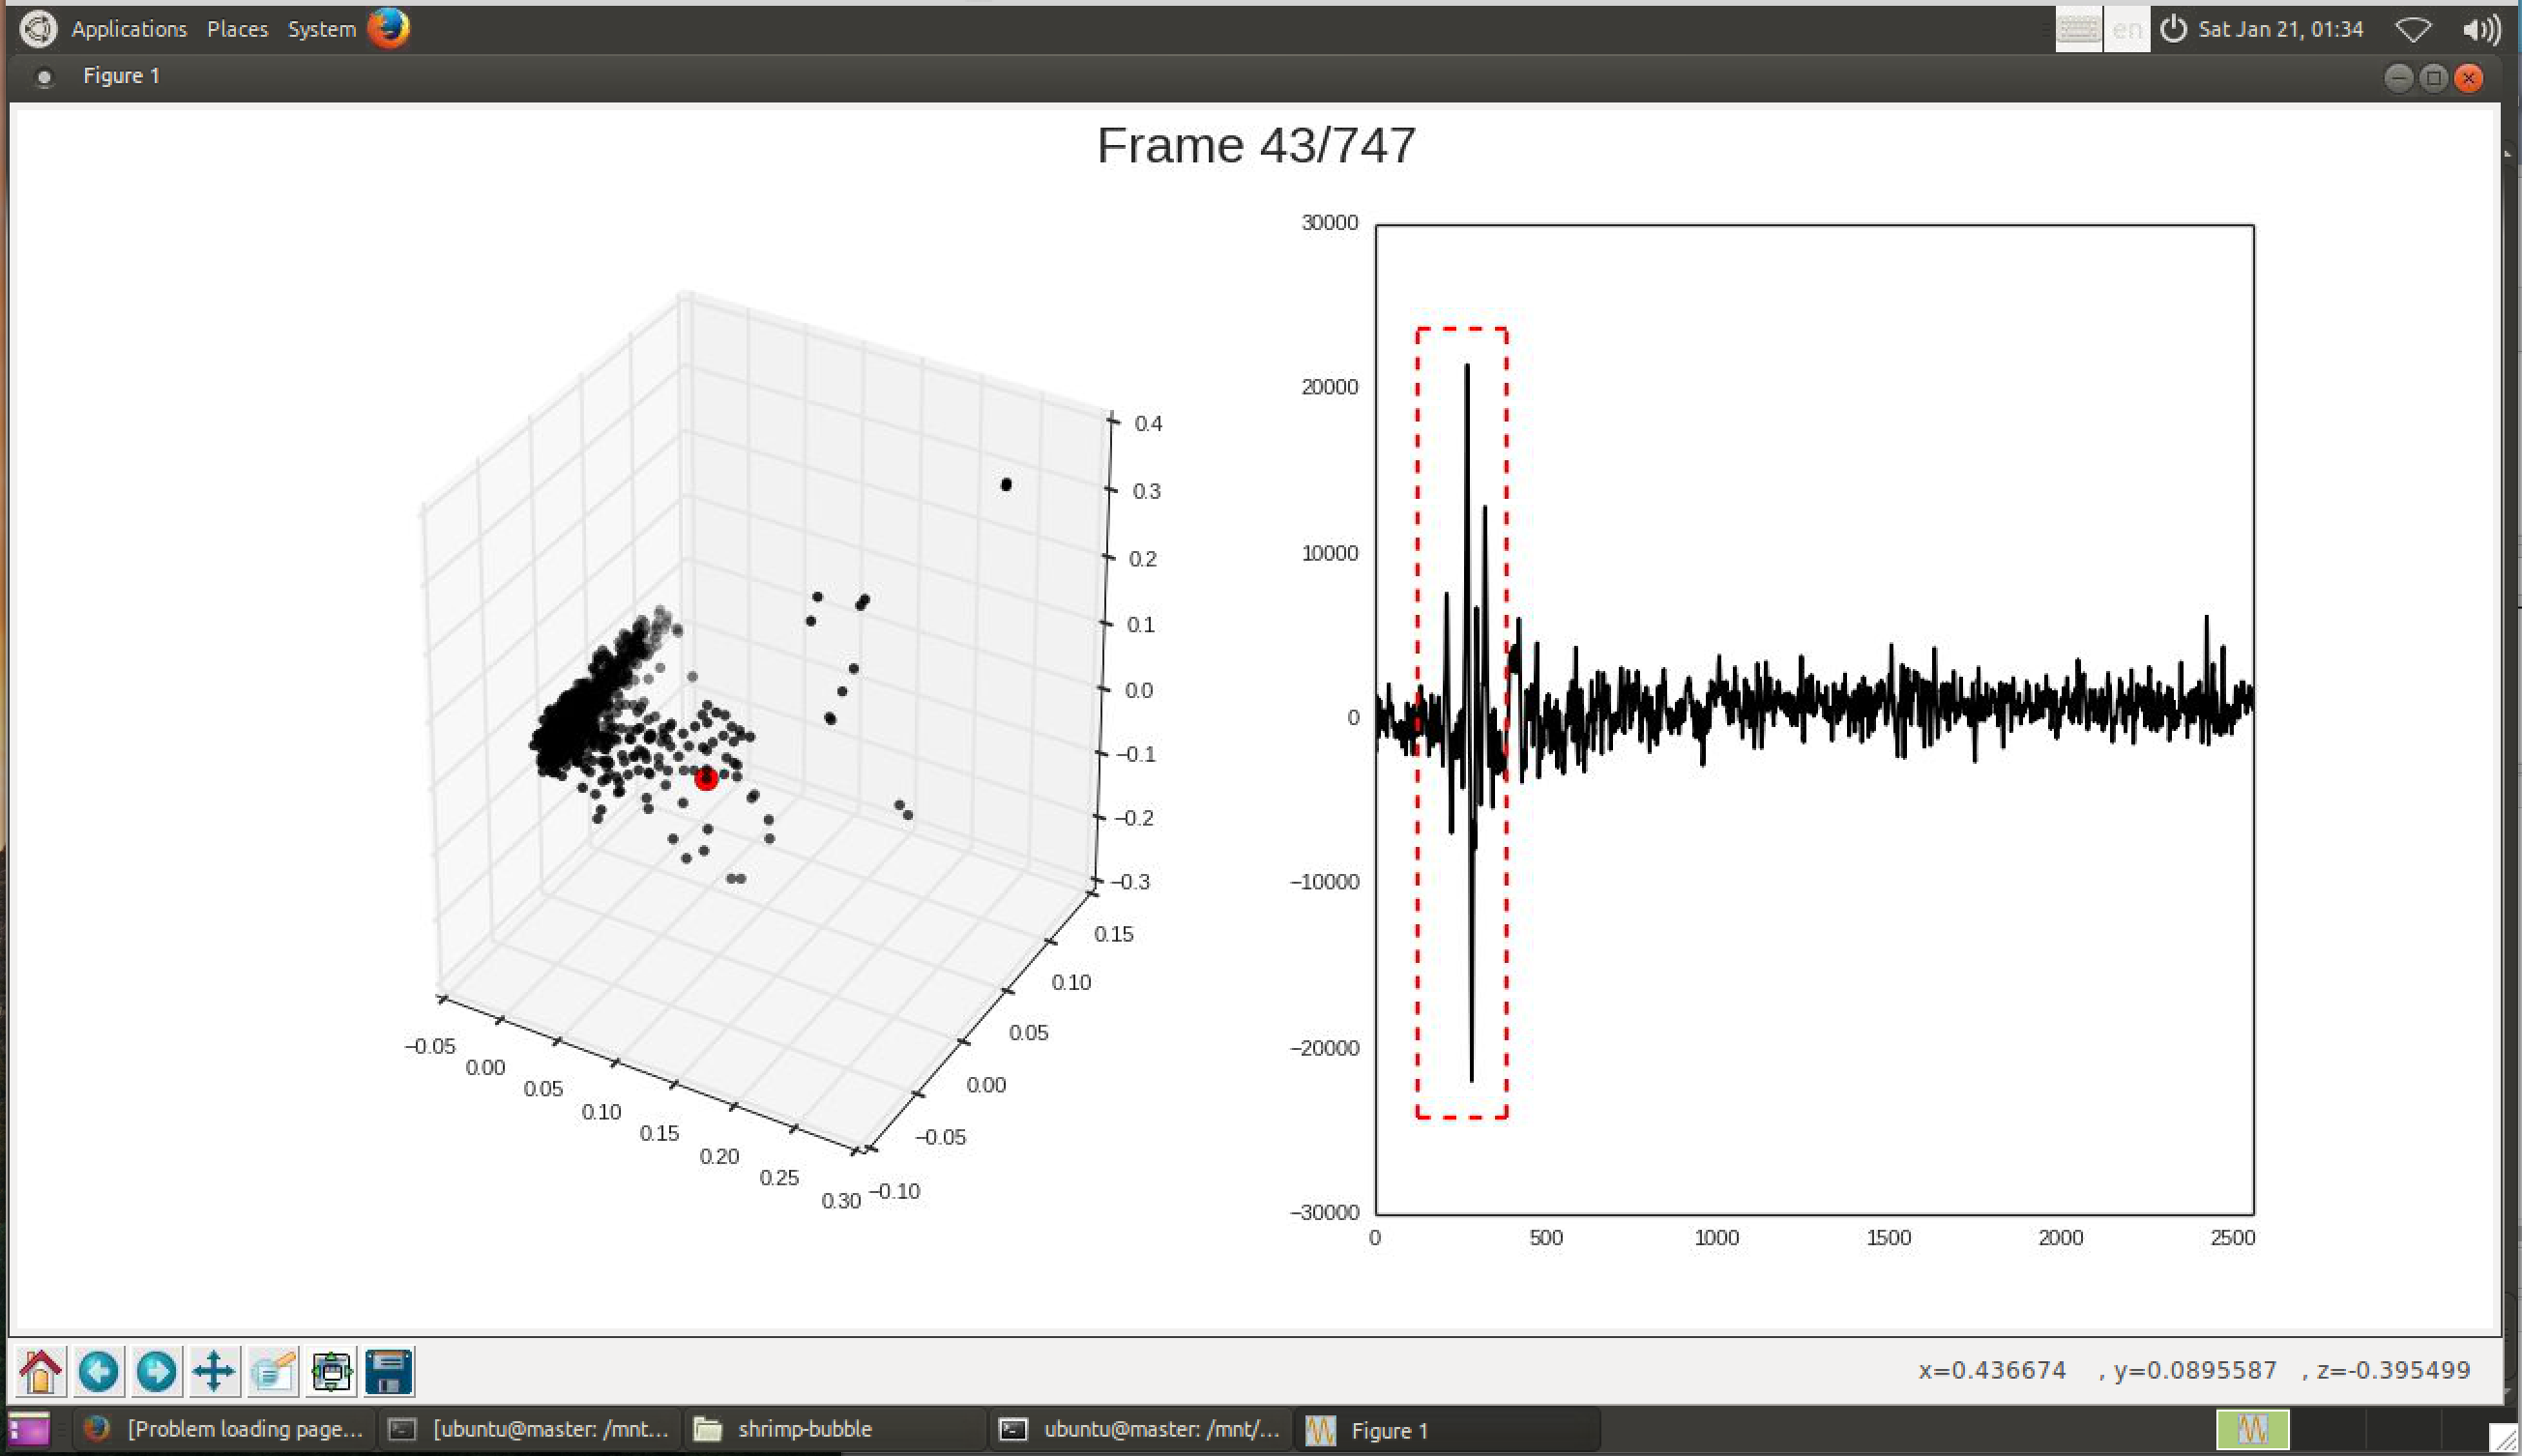 Applications Places System
en
Sat Jan 21, 01:34
Figure 1
Frame 43/747
0.4
0.3
0.2
0.1
0.0
−0.1
−0.2
−0.3
0.15
0.10
0.05
0.00
−0.05
−0.10
−0.05
0.00
0.05
0.10
0.15
0.20
0.25
0.30
30000
20000
10000
0
−10000
−20000
−30000
0 500 1000 1500 2000 2500
x=0.436674 , y=0.0895587 , z=-0.395499
[Problem loading page...
[ubuntu@master: /mnt...
shrimp-bubble
ubuntu@master: /mnt/...
Figure 1